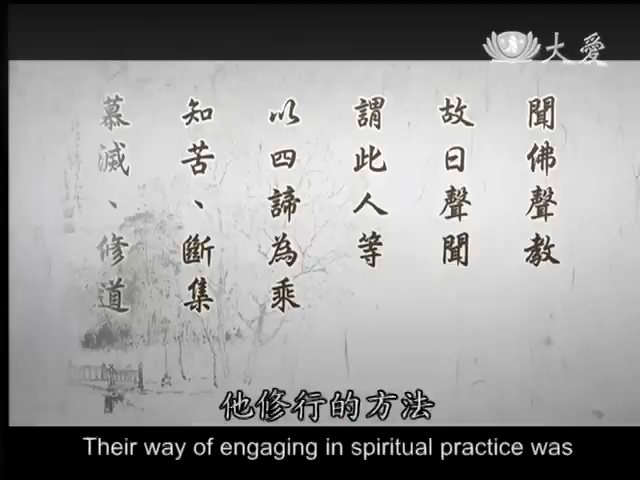 大愛
聞佛聲教
故曰聲聞
謂此人等
以四諦為乘
知苦、斷集
慕滅、修道
他修行的方法
Their way of engaging in spiritual practice was